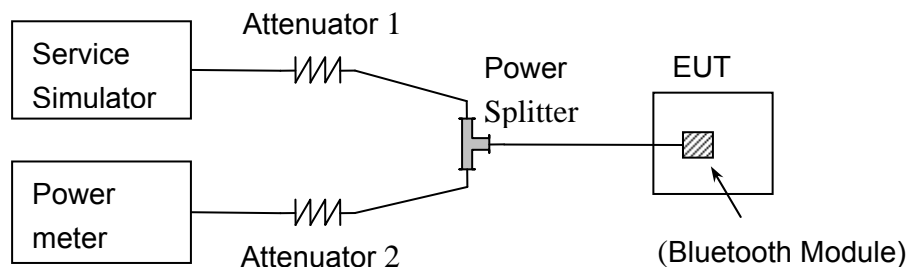 Attenuator 1
Service
Simulator
Power
Splitter
EUT
Power
meter
Attenuator 2
(Bluetooth Module)